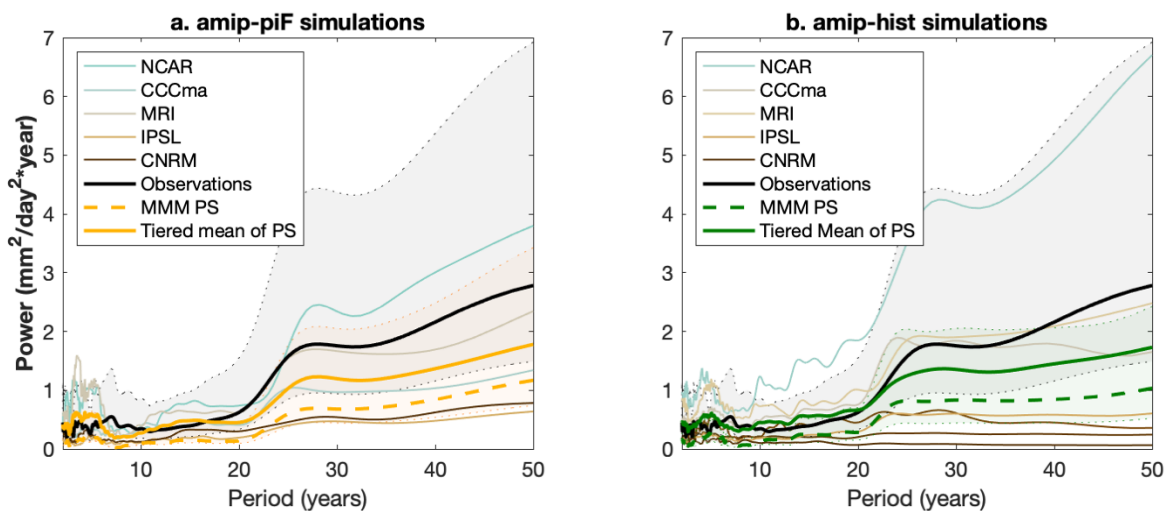 a. amip-piF simulations
Power (mm²/day²*year)
7
6
5
4
3
2
1
0
NCAR
CCCma
MRI
IPSL
CNRM
Observations
MMM PS
Tiered mean of PS
10 20 30 40 50
Period (years)
b. amip-hist simulations
7
6
5
4
3
2
1
0
NCAR
CCCma
MRI
IPSL
CNRM
Observations
MMM PS
Tiered Mean of PS
10 20 30 40 50
Period (years)